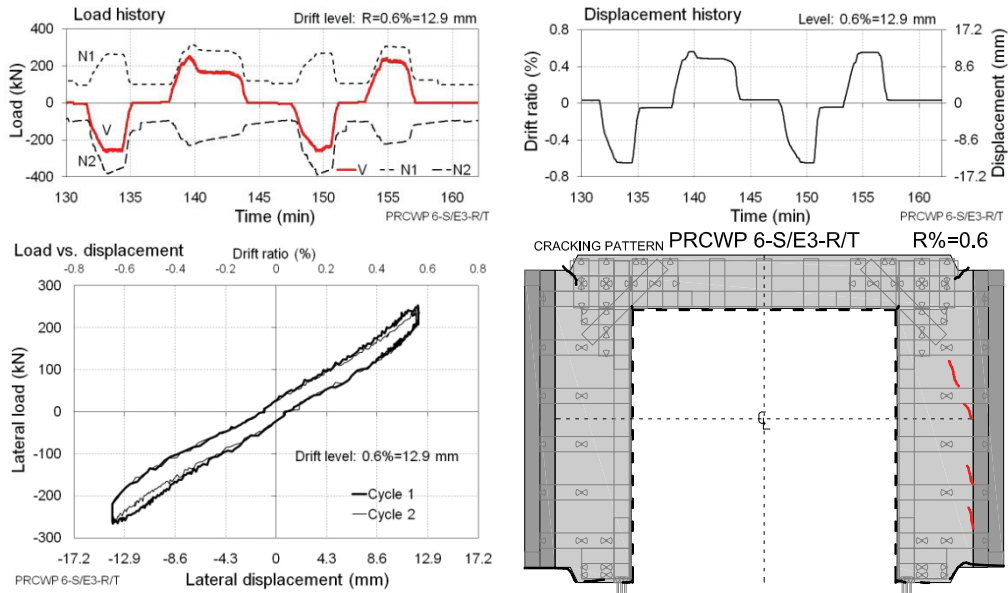 Load history
Drift level: R=0.6%=12.9 mm
400
200
0
-200
-400
Load (kN)
N1
V
N2
V N1 N2
130 135 140 145 150 155 160
Time (min)
PRCWP 6-S/E3-R/T
Displacement history
Level: 0.6%=12.9 mm
0.8
0.4
0
-0.4
-0.8
Drift ratio (%)
17.2
8.6
0
-8.6
-17.2
Displacement (mm)
130 135 140 145 150 155 160
Time (min)
PRCWP 6-S/E3-R/T
Load vs. displacement
Drift ratio (%)
-0.8 -0.6 -0.4 -0.2 0 0.2 0.4 0.6 0.8
300
200
100
0
-100
-200
-300
Lateral load (kN)
Drift level: 0.6%=12.9 mm
Cycle 1
Cycle 2
-17.2 -12.9 -8.6 -4.3 0 4.3 8.6 12.9 17.2
Lateral displacement (mm)
PRCWP 6-S/E3-R/T
CRACKING PATTERN PRCWP 6-S/E3-R/T R%=0.6
℄